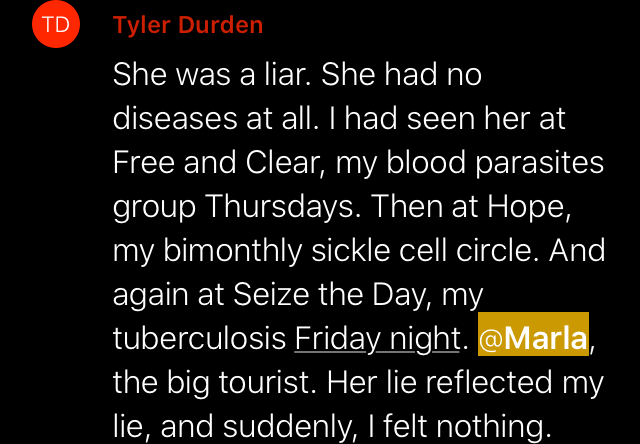 TD
Tyler Durden
She was a liar. She had no
diseases at all. I had seen her at
Free and Clear, my blood parasites
group Thursdays. Then at Hope,
my bimonthly sickle cell circle. And
again at Seize the Day, my
tuberculosis Friday night. @Marla,
the big tourist. Her lie reflected my
lie, and suddenly, I felt nothing.